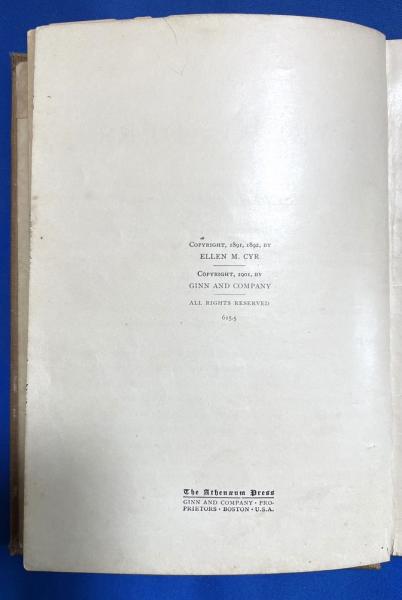 COPYRIGHT, 1891, 1892, BY
ELLEN M. CYR
COPYRIGHT, 1901, BY
GINN AND COMPANY
ALL RIGHTS RESERVED
615.5
The Athenæum Press
GINN AND COMPANY · PRO-
PRIETORS · BOSTON · U.S.A.